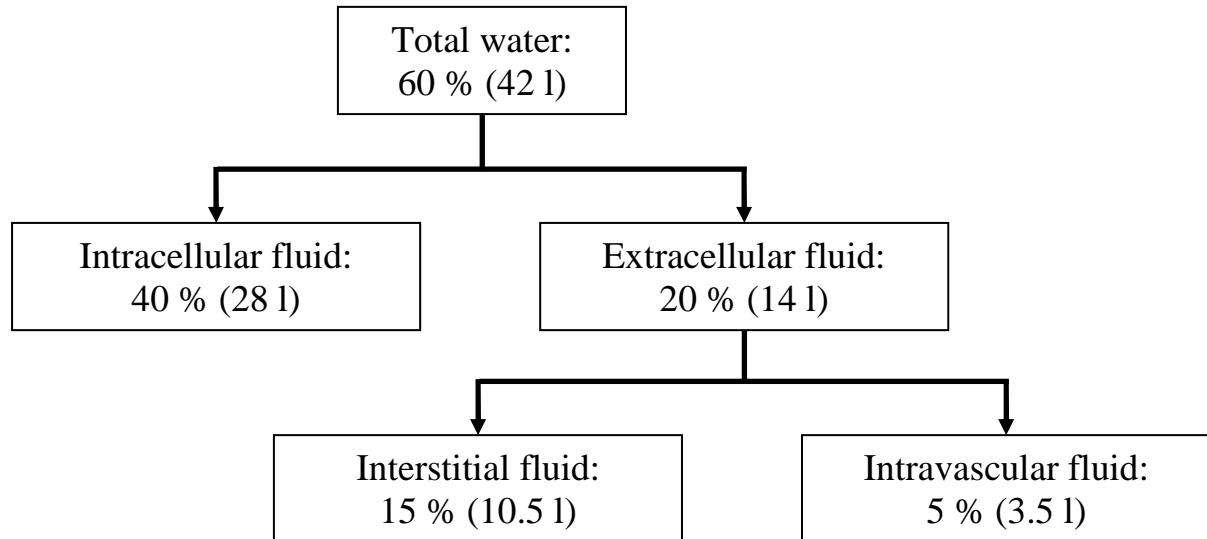 Total water:
60 % (42 l)
Intracellular fluid:
40 % (28 l)
Extracellular fluid:
20 % (14 l)
Interstitial fluid:
15 % (10.5 l)
Intravascular fluid:
5 % (3.5 l)